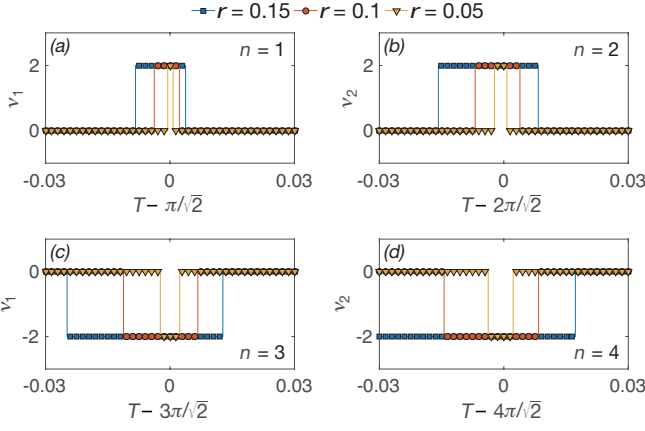 r = 0.15 r = 0.1 r = 0.05
(a) n = 1
ν₁
2
0
-0.03 0 0.03
T − π/√2
(b) n = 2
ν₂
2
0
-0.03 0 0.03
T − 2π/√2
(c) n = 3
ν₁
0
-2
-0.03 0 0.03
T − 3π/√2
(d) n = 4
ν₂
0
-2
-0.03 0 0.03
T − 4π/√2